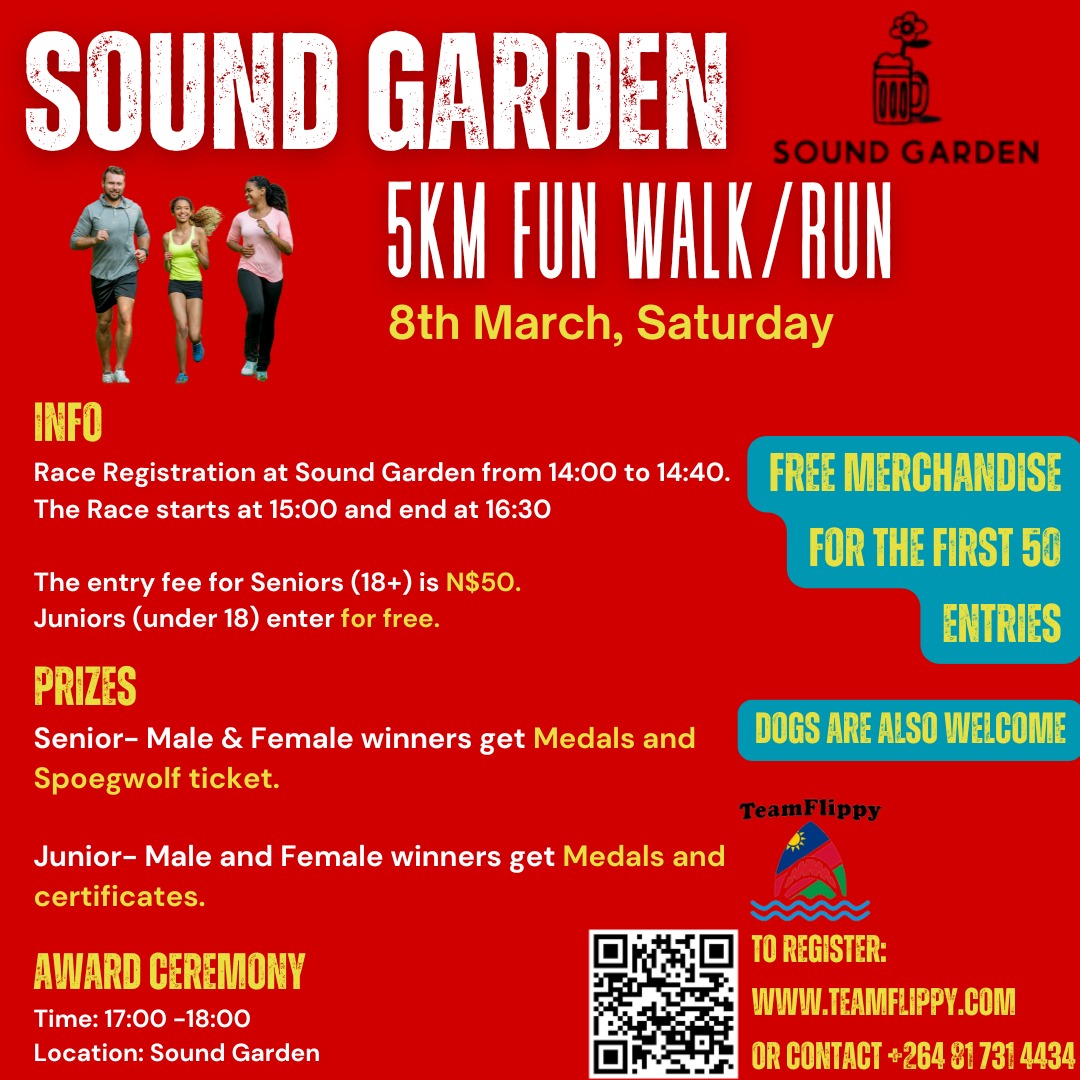 SOUND GARDEN
SOUND GARDEN
5KM FUN WALK/RUN
8th March, Saturday
INFO
Race Registration at Sound Garden from 14:00 to 14:40.
The Race starts at 15:00 and end at 16:30
The entry fee for Seniors (18+) is N$50.
Juniors (under 18) enter for free.
FREE MERCHANDISE
FOR THE FIRST 50
ENTRIES
PRIZES
Senior- Male & Female winners get Medals and
Spoegwolf ticket.
Junior- Male and Female winners get Medals and
certificates.
DOGS ARE ALSO WELCOME
TeamFlippy
AWARD CEREMONY
Time: 17:00 -18:00
Location: Sound Garden
TO REGISTER:
WWW.TEAMFLIPPY.COM
OR CONTACT +264 81 731 4434